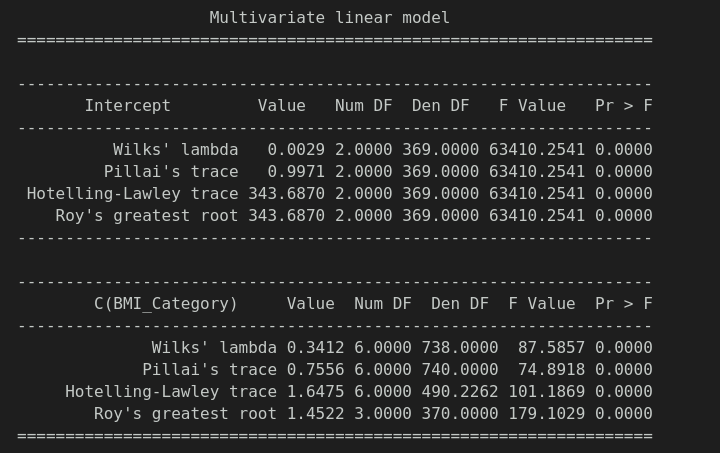 Multivariate linear model
==================================================================

------------------------------------------------------------------
Intercept Value Num DF Den DF F Value Pr > F
------------------------------------------------------------------
Wilks' lambda 0.0029 2.0000 369.0000 63410.2541 0.0000
Pillai's trace 0.9971 2.0000 369.0000 63410.2541 0.0000
Hotelling-Lawley trace 343.6870 2.0000 369.0000 63410.2541 0.0000
Roy's greatest root 343.6870 2.0000 369.0000 63410.2541 0.0000
------------------------------------------------------------------

------------------------------------------------------------------
C(BMI_Category) Value Num DF Den DF F Value Pr > F
------------------------------------------------------------------
Wilks' lambda 0.3412 6.0000 738.0000 87.5857 0.0000
Pillai's trace 0.7556 6.0000 740.0000 74.8918 0.0000
Hotelling-Lawley trace 1.6475 6.0000 490.2262 101.1869 0.0000
Roy's greatest root 1.4522 3.0000 370.0000 179.1029 0.0000
==================================================================